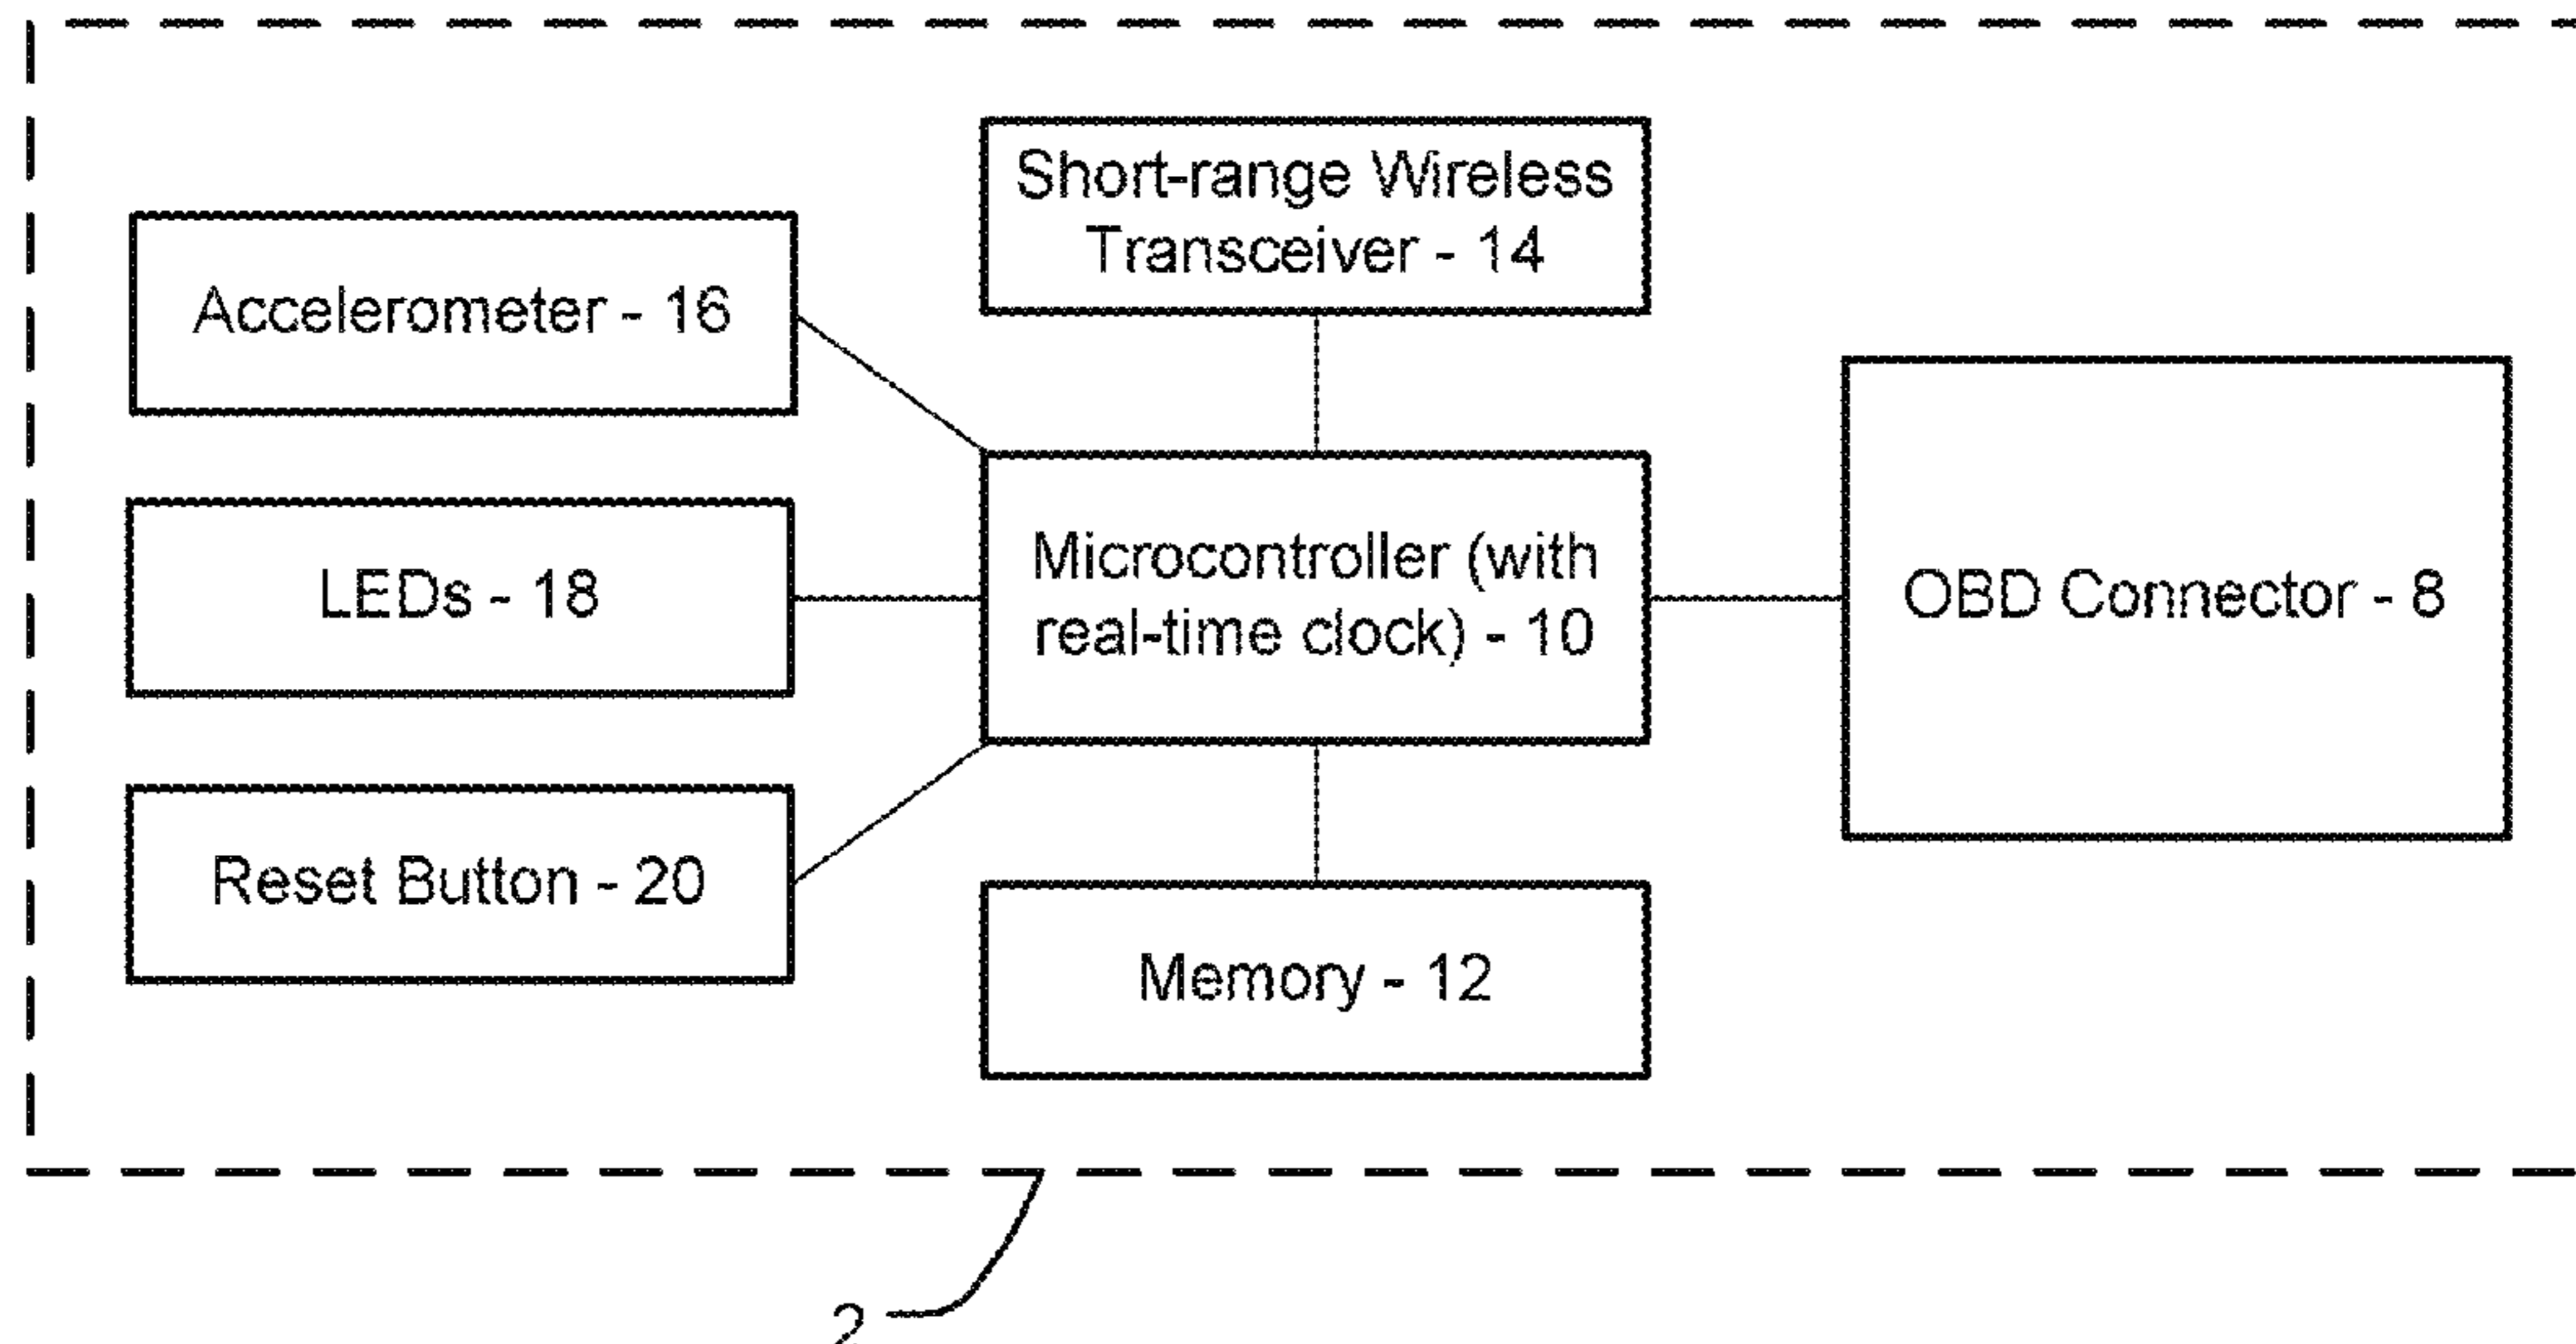 Short-range Wireless
Transceiver - 14
Accelerometer - 16
Microcontroller (with
real-time clock) - 10
OBD Connector - 8
LEDs - 18
Reset Button - 20
Memory - 12
2